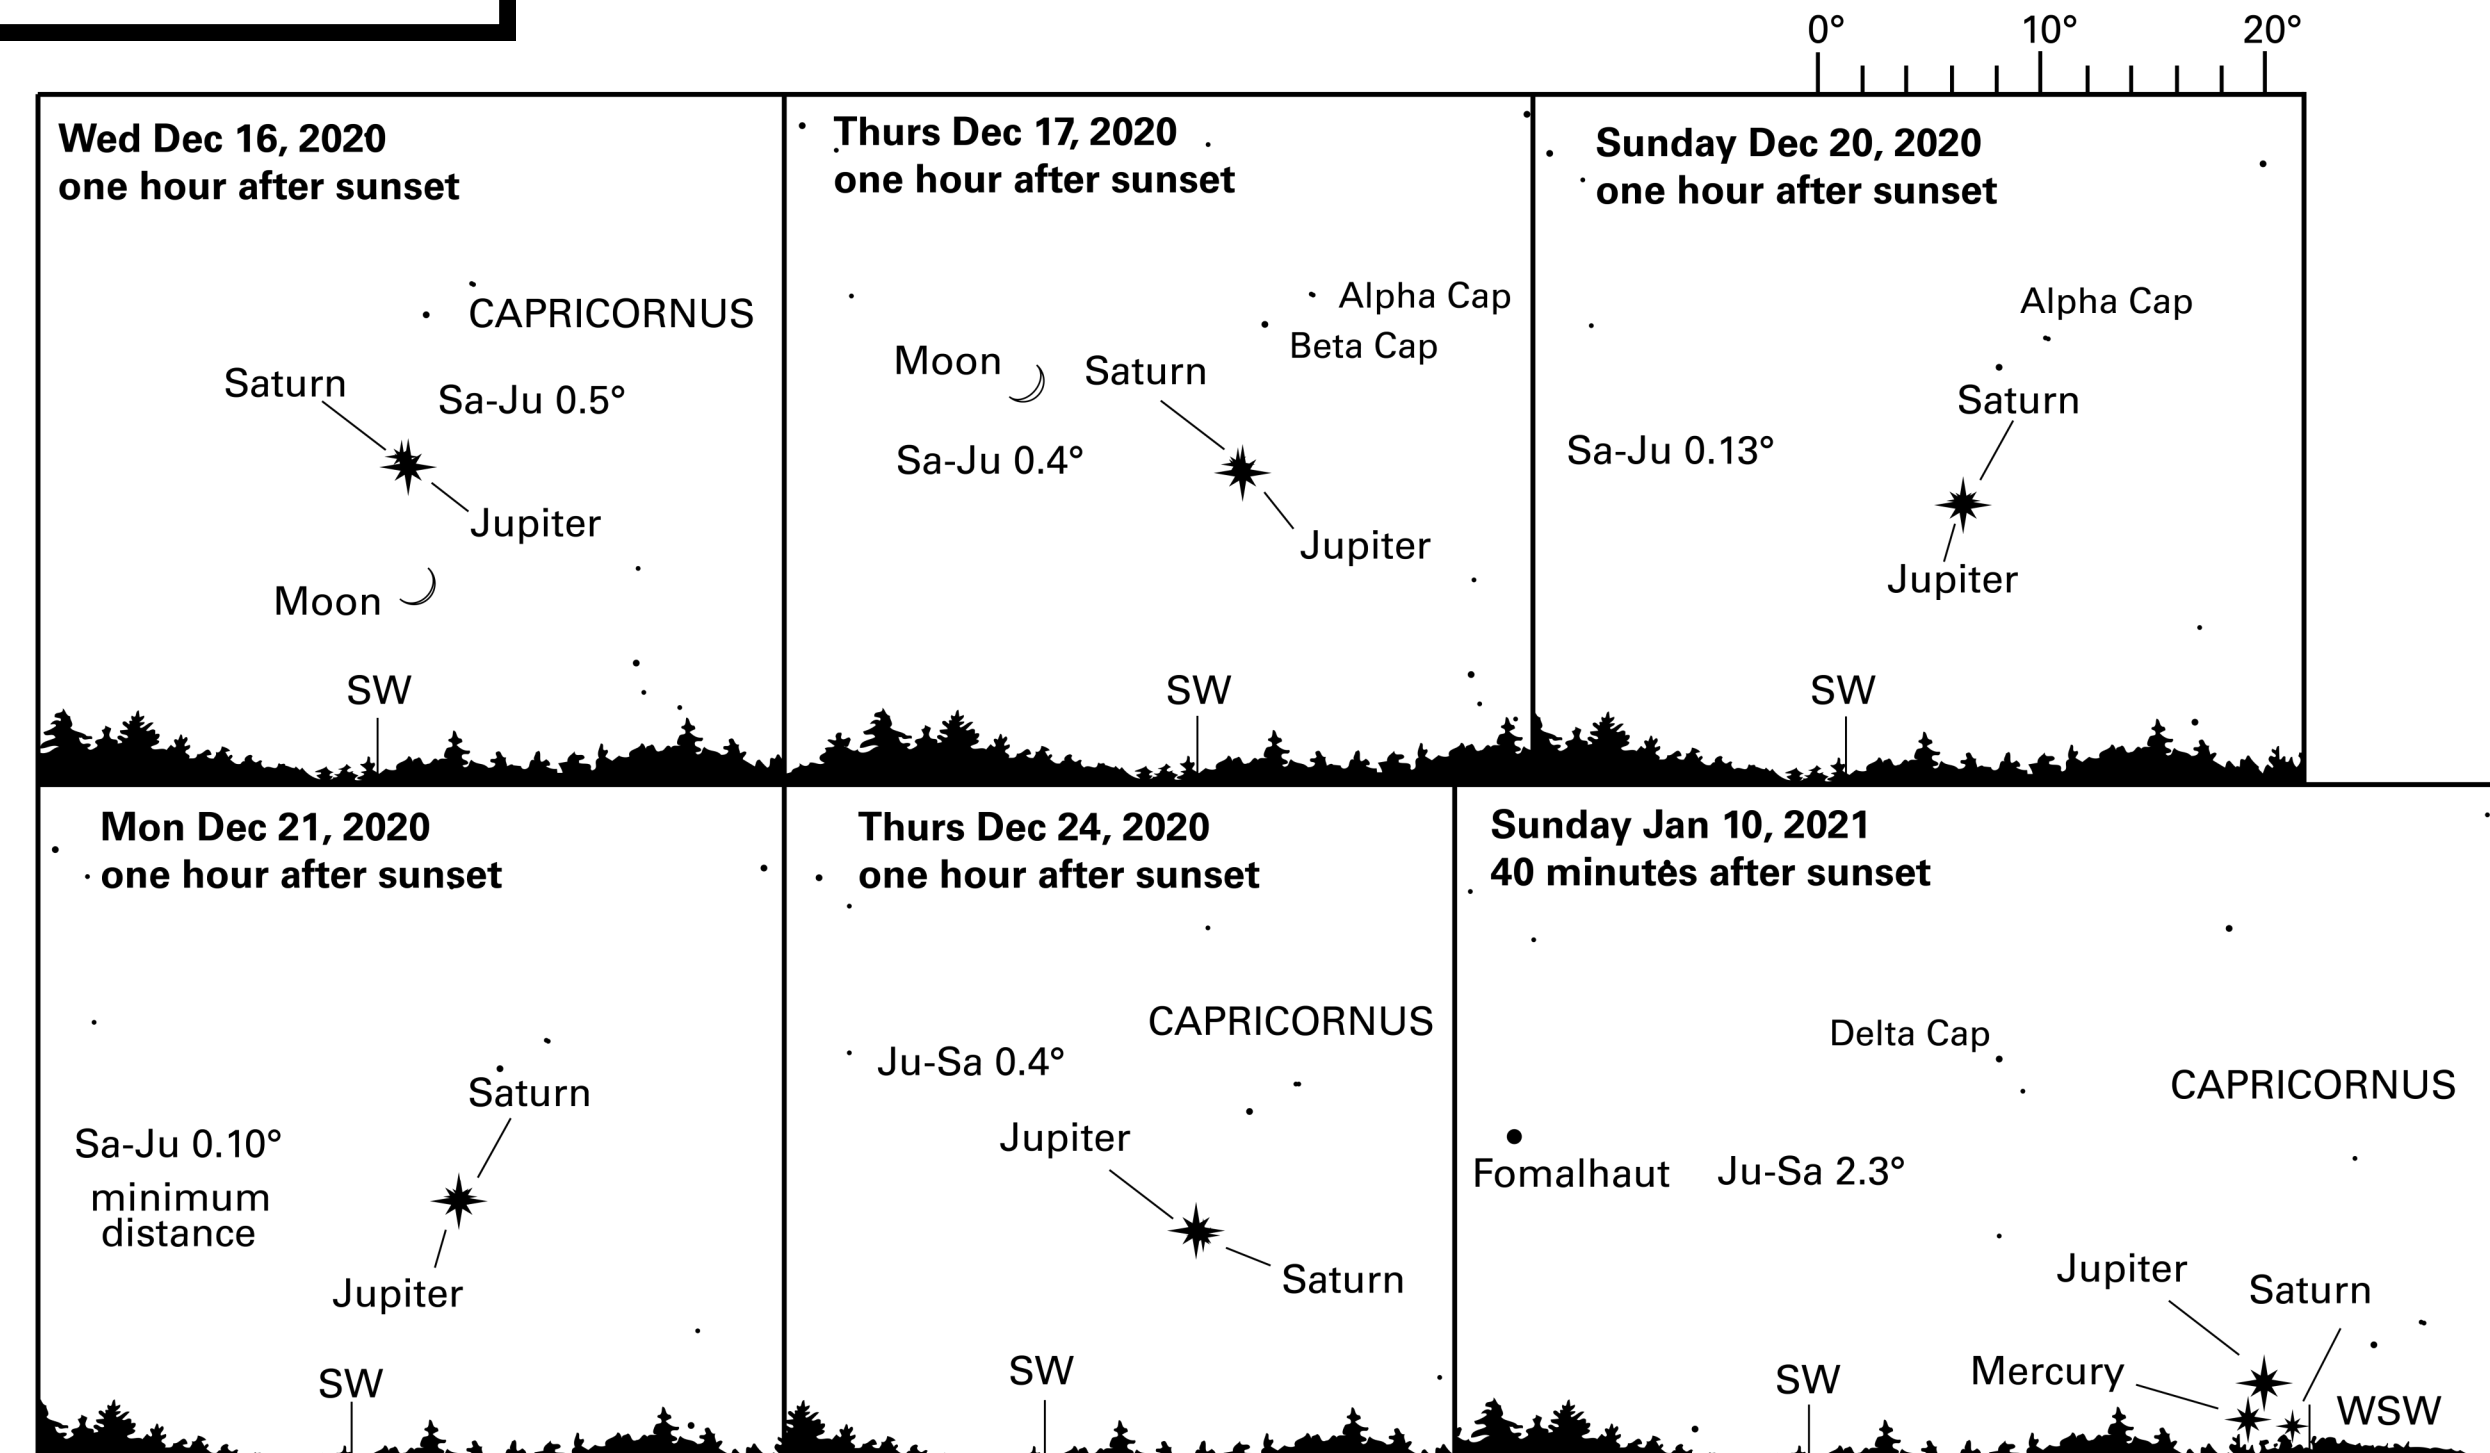 0° 10° 20°
Wed Dec 16, 2020
one hour after sunset
CAPRICORNUS
Saturn
Sa-Ju 0.5°
Jupiter
Moon
SW
Thurs Dec 17, 2020
one hour after sunset
Alpha Cap
Beta Cap
Moon
Saturn
Sa-Ju 0.4°
Jupiter
SW
Sunday Dec 20, 2020
one hour after sunset
Alpha Cap
Saturn
Sa-Ju 0.13°
Jupiter
SW
Mon Dec 21, 2020
one hour after sunset
Saturn
Sa-Ju 0.10°
minimum
distance
Jupiter
SW
Thurs Dec 24, 2020
one hour after sunset
CAPRICORNUS
Ju-Sa 0.4°
Jupiter
Saturn
SW
Sunday Jan 10, 2021
40 minutes after sunset
Delta Cap
CAPRICORNUS
Fomalhaut
Ju-Sa 2.3°
Jupiter
Saturn
Mercury
SW
WSW